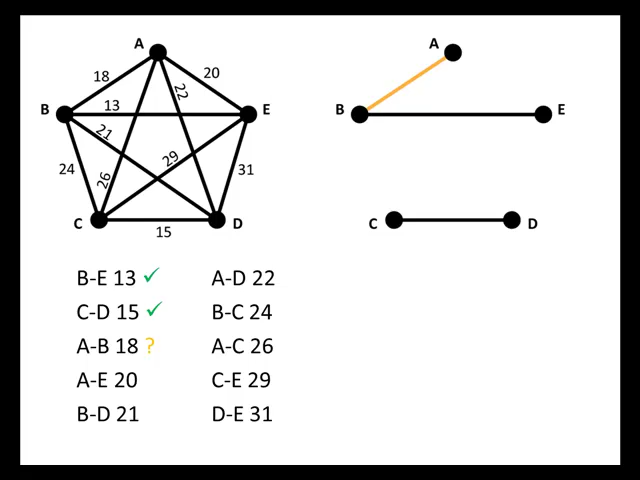 A
A
18
20
22
B
13
E
B
E
21
29
24
26
31
C
D
C
D
15
B-E 13 ✓
A-D 22
C-D 15 ✓
B-C 24
A-B 18 ?
A-C 26
A-E 20
C-E 29
B-D 21
D-E 31